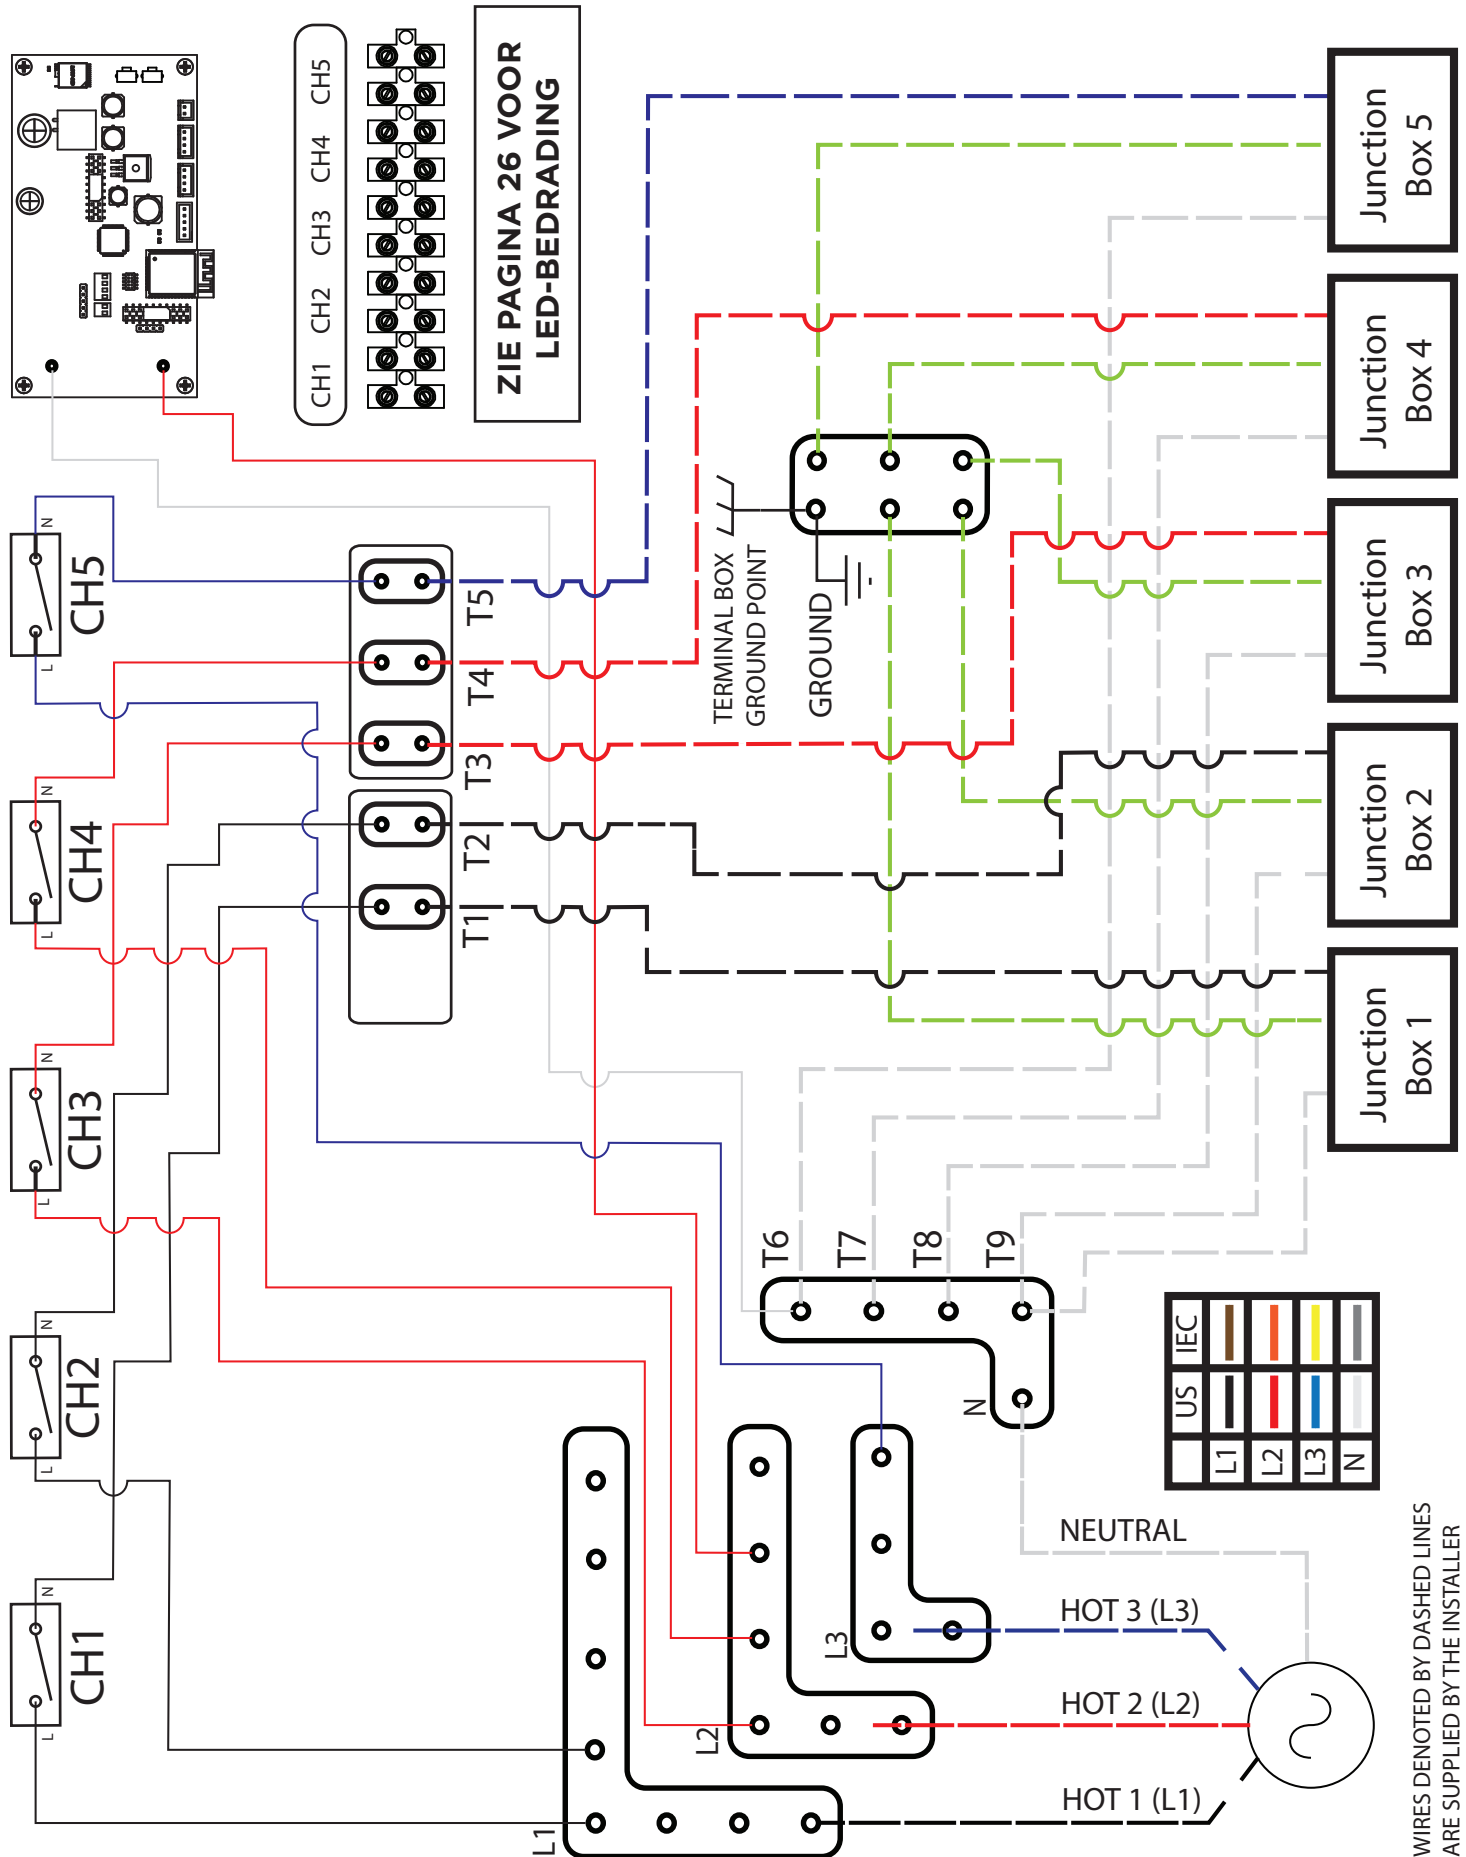 CH5
CH4
CH3
CH2
CH1
ZIE PAGINA 26 VOOR
LED-BEDRADING
N
CH5
L
N
CH4
L
N
CH3
L
N
CH2
L
N
CH1
L
T5
T4
T3
T2
T1
TERMINAL BOX
GROUND POINT
GROUND
Junction
Box 5
Junction
Box 4
Junction
Box 3
Junction
Box 2
Junction
Box 1
T6
T7
T8
T9
N
L1
L2
L3
NEUTRAL
HOT 3 (L3)
HOT 2 (L2)
HOT 1 (L1)
US IEC
L1
L2
L3
N
WIRES DENOTED BY DASHED LINES
ARE SUPPLIED BY THE INSTALLER